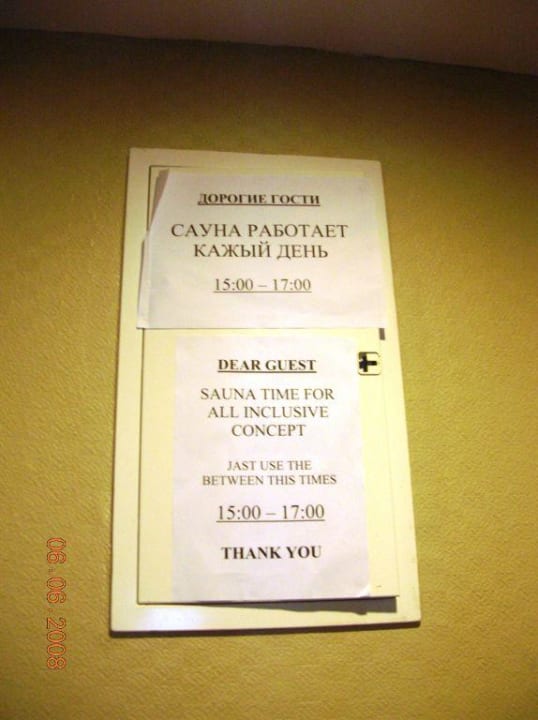 ДОРОГИЕ ГОСТИ
САУНА РАБОТАЕТ
КАЖЫЙ ДЕНЬ
15:00 – 17:00
DEAR GUEST
SAUNA TIME FOR
ALL INCLUSIVE
CONCEPT
JAST USE THE
BETWEEN THIS TIMES
15:00 – 17:00
THANK YOU
06.06.2008